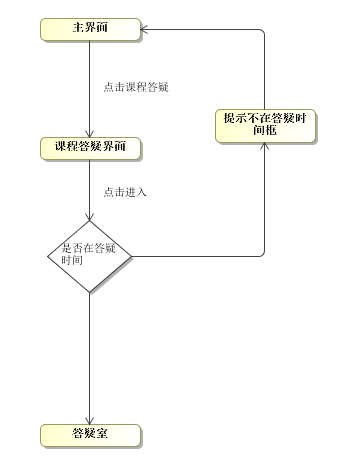 主界面
点击课程答疑
提示不在答疑时
间框
课程答疑界面
点击进入
是否在答疑
时间
答疑室